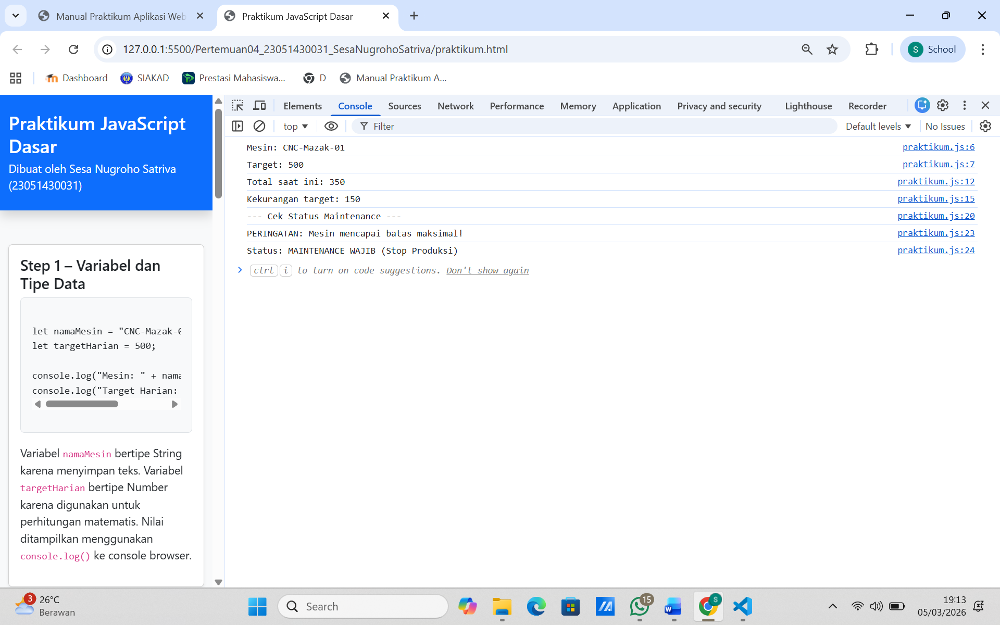 Manual Praktikum Aplikasi Web
Praktikum JavaScript Dasar
127.0.0.1:5500/Pertemuan04_23051430031_SesaNugrohoSatriva/praktikum.html
S School
Dashboard
SIAKAD
Prestasi Mahasiswa...
D
Manual Praktikum A...
Praktikum JavaScript
Dasar
Dibuat oleh Sesa Nugroho Satriva
(23051430031)
Step 1 – Variabel dan
Tipe Data
let namaMesin = "CNC-Mazak-0
let targetHarian = 500;
console.log("Mesin: " + nama
console.log("Target Harian:
Variabel namaMesin bertipe String
karena menyimpan teks. Variabel
targetHarian bertipe Number
karena digunakan untuk
perhitungan matematis. Nilai
ditampilkan menggunakan
console.log() ke console browser.
Elements Console Sources Network Performance Memory Application Privacy and security Lighthouse Recorder
top Filter Default levels No Issues
Mesin: CNC-Mazak-01 praktikum.js:6
Target: 500 praktikum.js:7
Total saat ini: 350 praktikum.js:12
Kekurangan target: 150 praktikum.js:15
--- Cek Status Maintenance --- praktikum.js:20
PERINGATAN: Mesin mencapai batas maksimal! praktikum.js:23
Status: MAINTENANCE WAJIB (Stop Produksi) praktikum.js:24
ctrl i to turn on code suggestions. Don't show again
3
26°C
Berawan
Search
15
S
19:13
05/03/2026